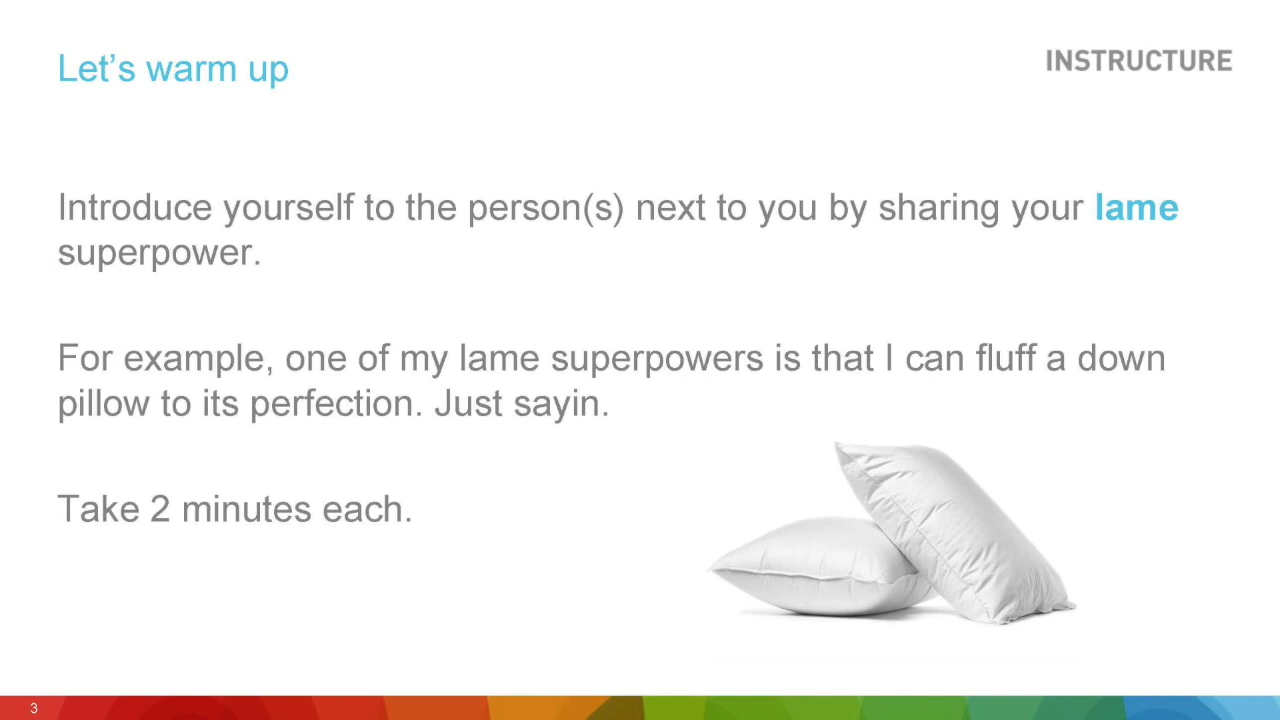 Let's warm up
INSTRUCTURE
Introduce yourself to the person(s) next to you by sharing your lame
superpower.
For example, one of my lame superpowers is that I can fluff a down
pillow to its perfection. Just sayin.
Take 2 minutes each.
3